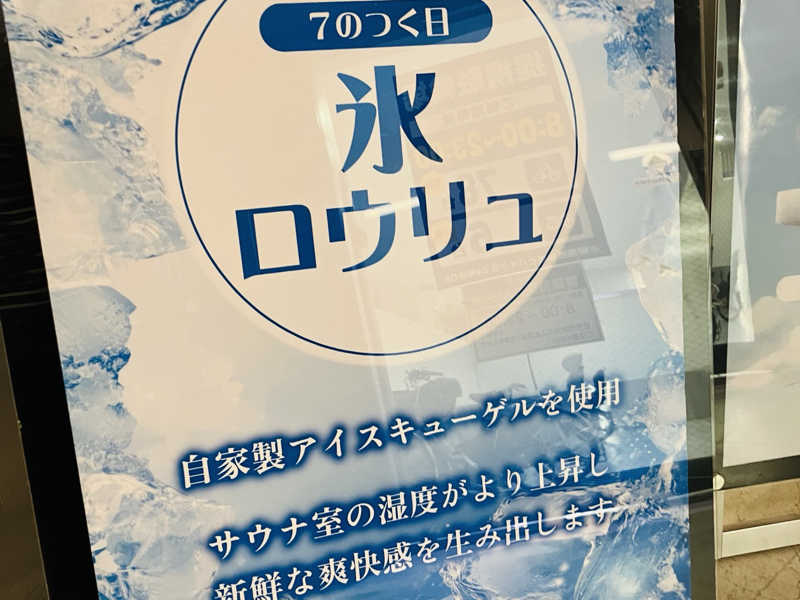 7のつく日
氷
ロウリュ
自家製アイスキューゲルを使用
サウナ室の湿度がより上昇し
新鮮な爽快感を生み出します